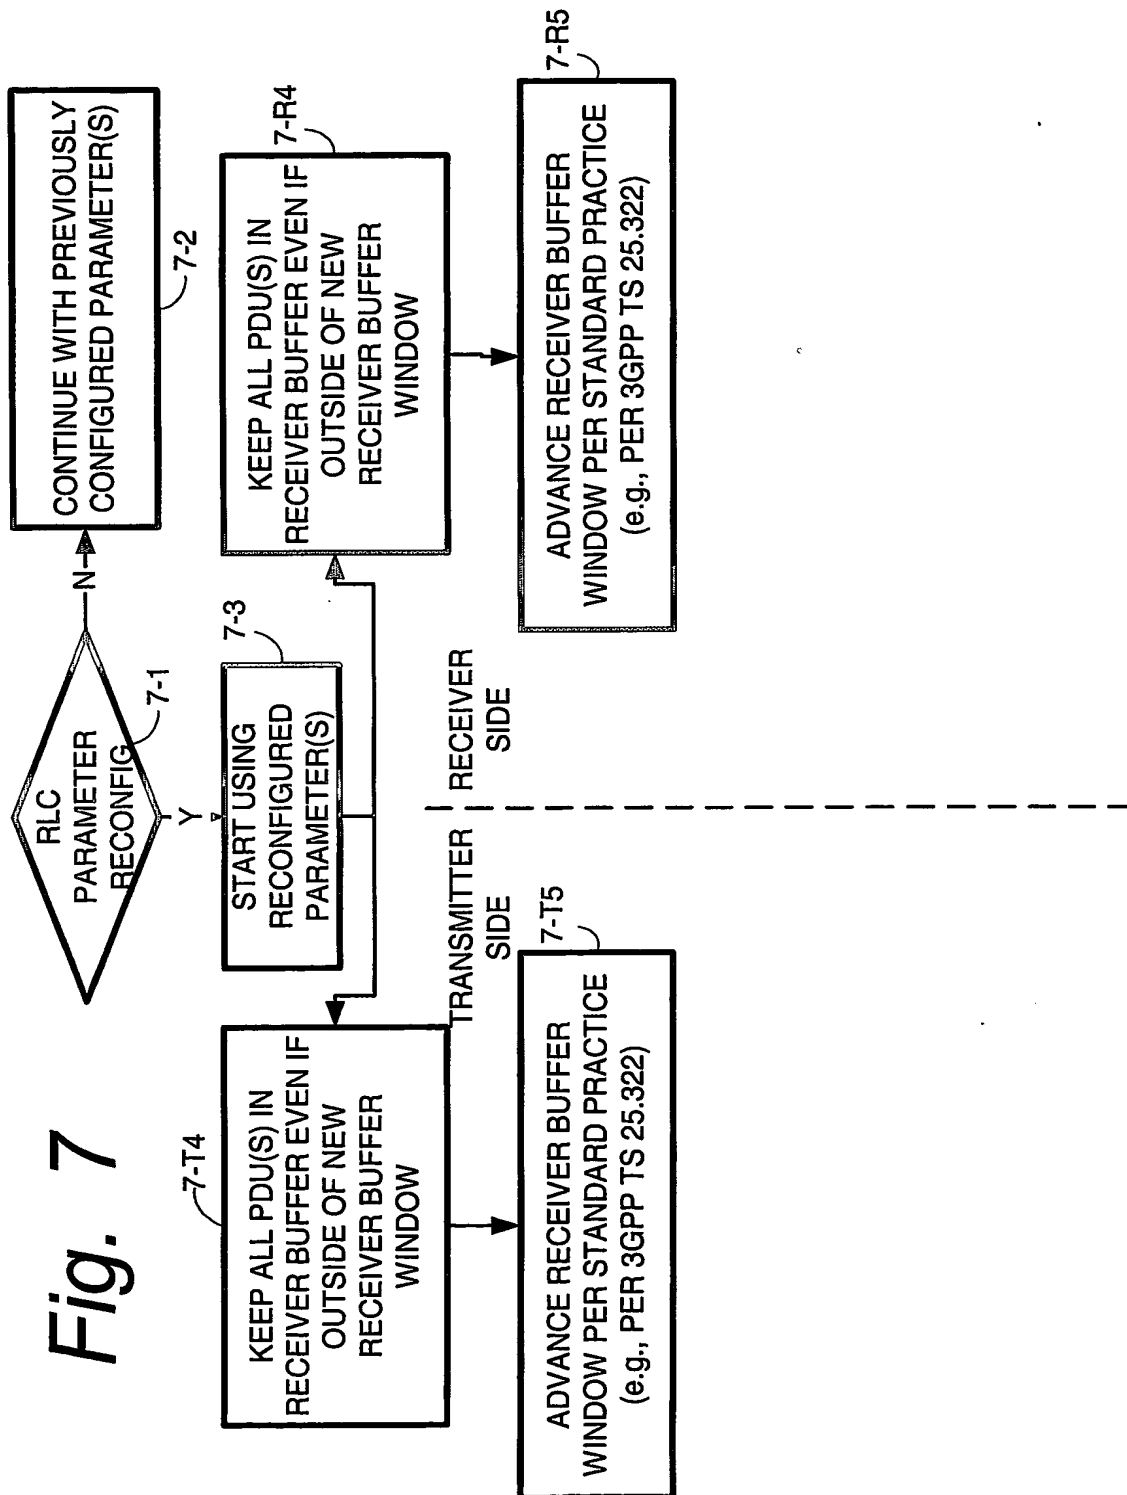 Fig. 7
RLC
PARAMETER
RECONFIG
7-1
N
CONTINUE WITH PREVIOUSLY
CONFIGURED PARAMETER(S)
7-2
Y
START USING
RECONFIGURED
PARAMETER(S)
7-3
7-T4
KEEP ALL PDU(S) IN
RECEIVER BUFFER EVEN IF
OUTSIDE OF NEW
RECEIVER BUFFER
WINDOW
7-R4
KEEP ALL PDU(S) IN
RECEIVER BUFFER EVEN IF
OUTSIDE OF NEW
RECEIVER BUFFER
WINDOW
TRANSMITTER
SIDE
RECEIVER
SIDE
7-T5
ADVANCE RECEIVER BUFFER
WINDOW PER STANDARD PRACTICE
(e.g., PER 3GPP TS 25.322)
7-R5
ADVANCE RECEIVER BUFFER
WINDOW PER STANDARD PRACTICE
(e.g., PER 3GPP TS 25.322)